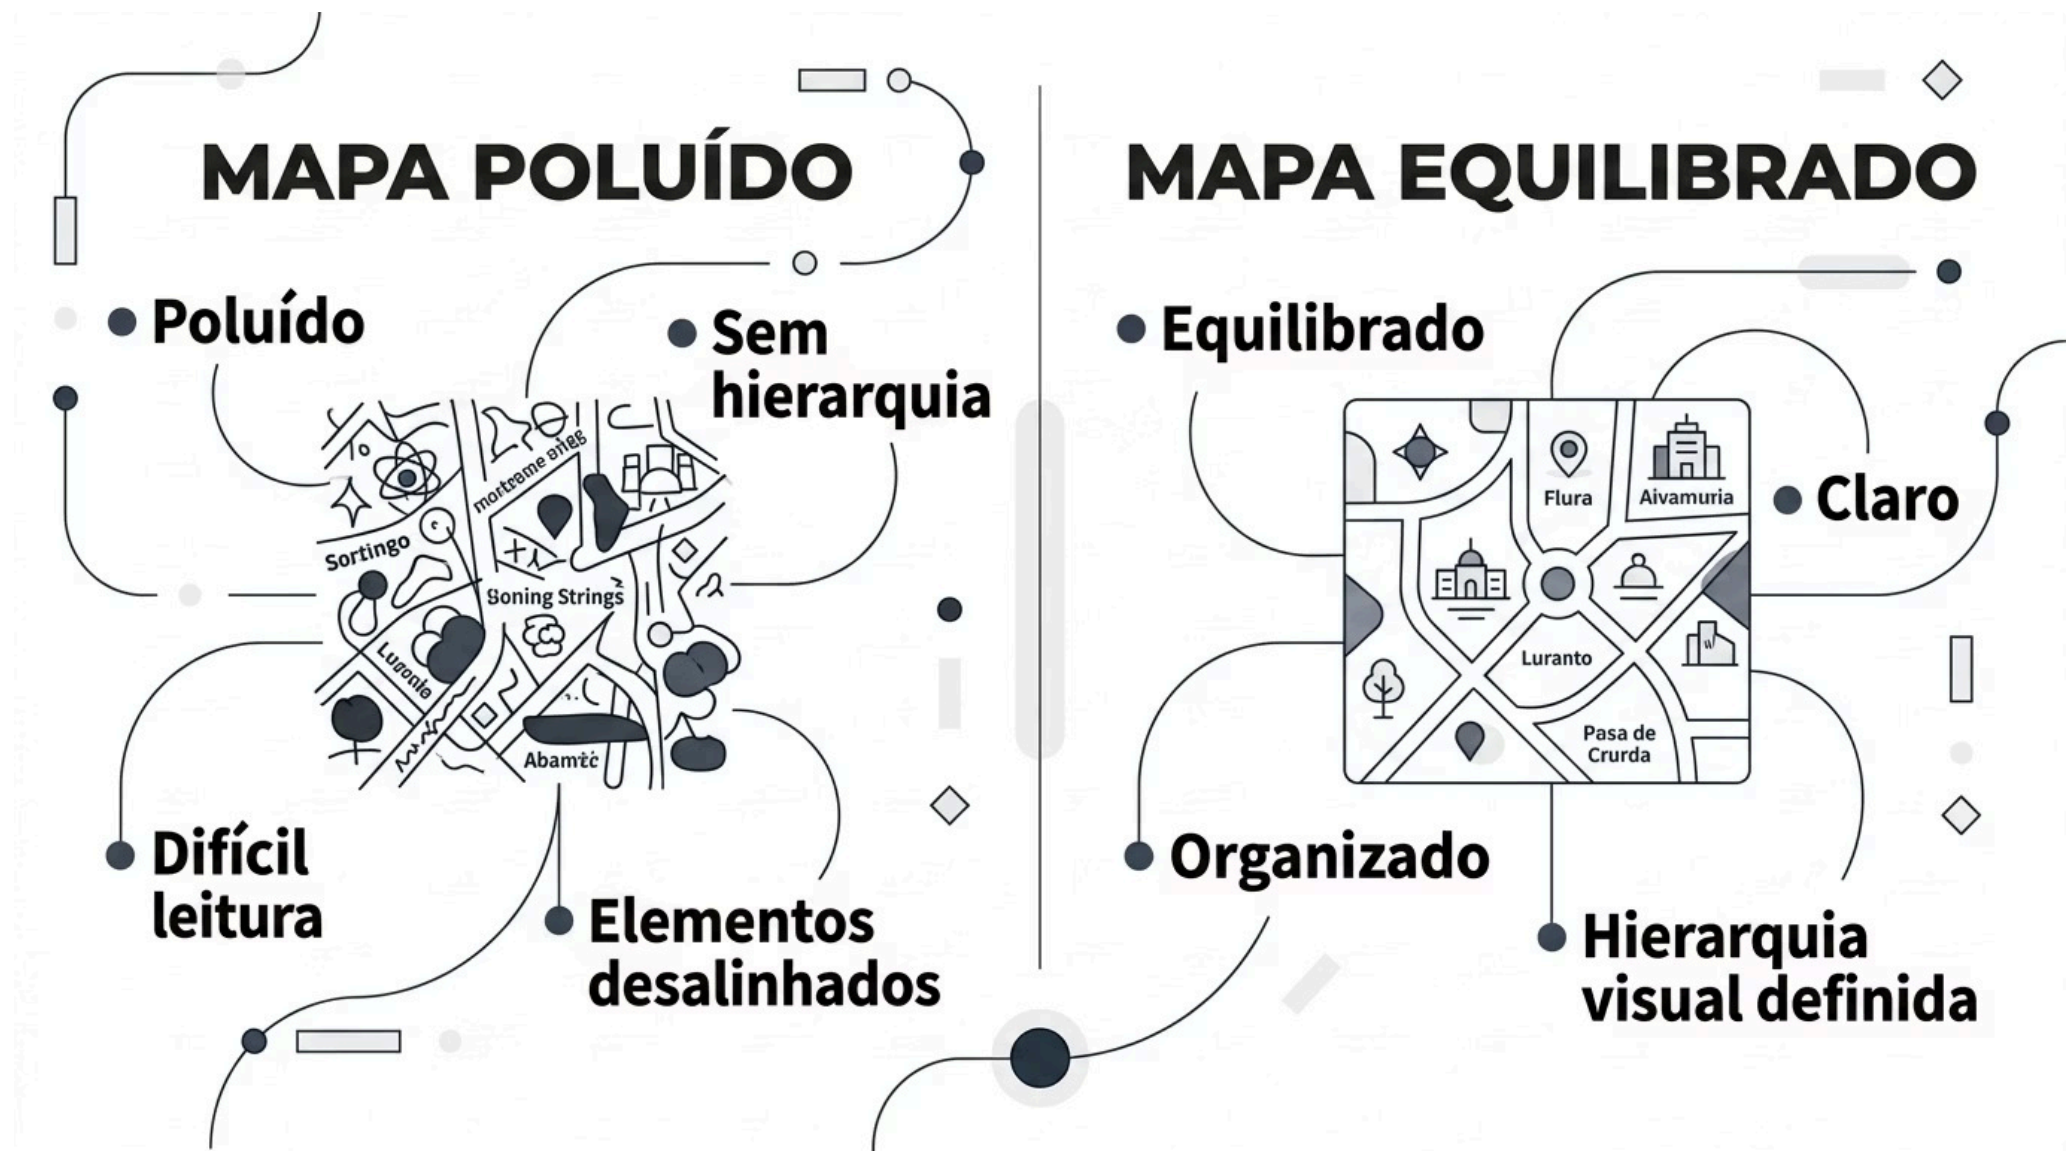 MAPA POLUÍDO
Poluído
Sem
hierarquia
Sortingo
Soning Strings
Abamtc
Difícil
leitura
Elementos
desalinhados
MAPA EQUILIBRADO
Equilibrado
Flura
Aivamuria
Claro
Luranto
Pasa de
Crurda
Organizado
Hierarquia
visual definida